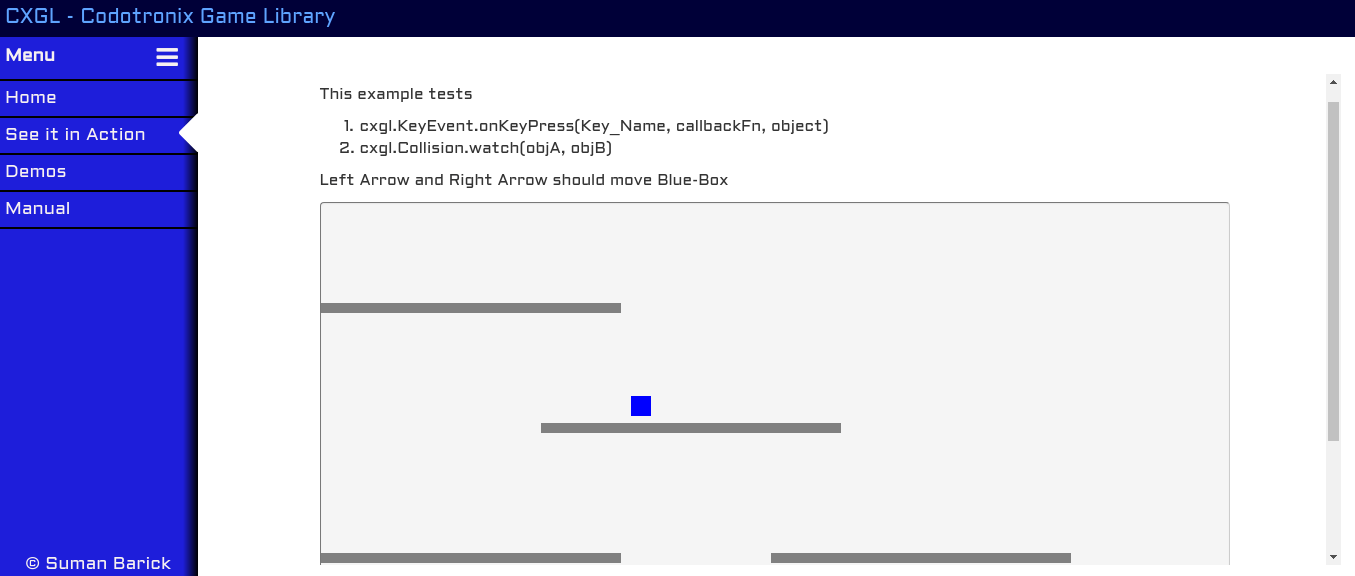 CXGL - Codotronix Game Library
Menu
Home
See it in Action
Demos
Manual
© Suman Barick
This example tests
1. cxgl.KeyEvent.onKeyPress(Key_Name, callbackFn, object)
2. cxgl.Collision.watch(objA, objB)
Left Arrow and Right Arrow should move Blue-Box